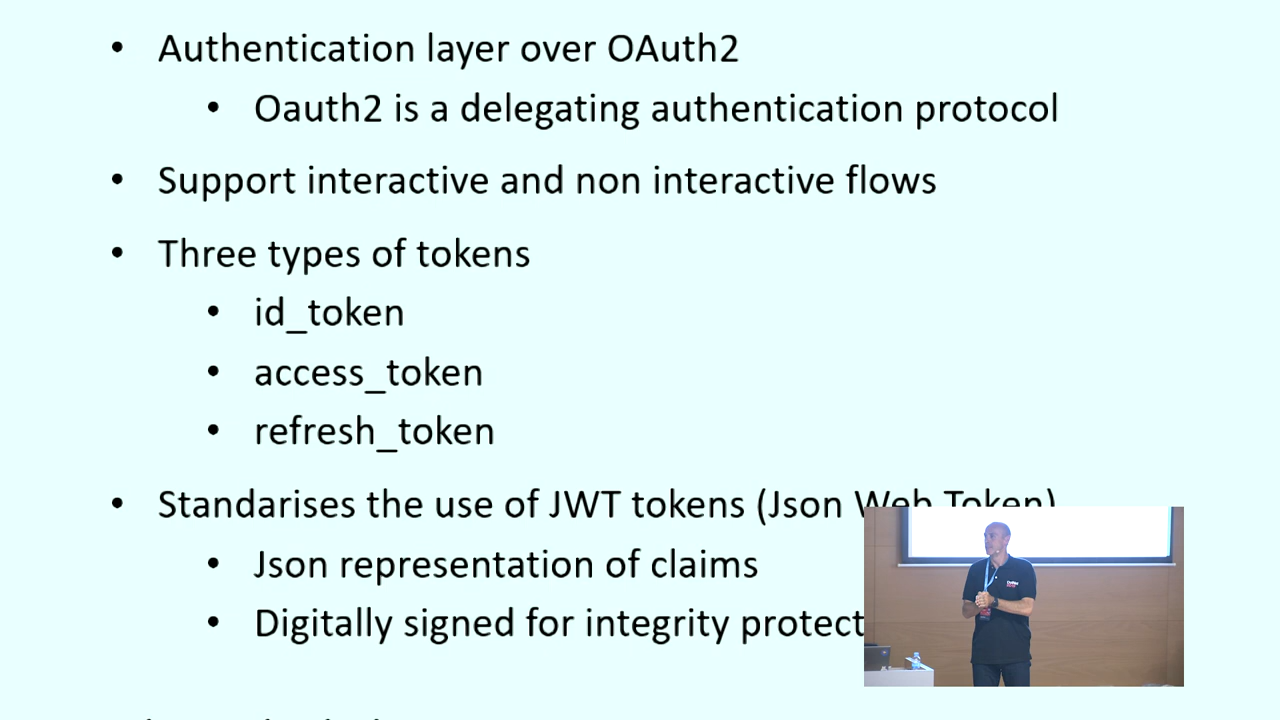 Authentication layer over OAuth2
Oauth2 is a delegating authentication protocol
Support interactive and non interactive flows
Three types of tokens
id_token
access_token
refresh_token
Standarises the use of JWT tokens (Json Web Token)
Json representation of claims
Digitally signed for integrity protect